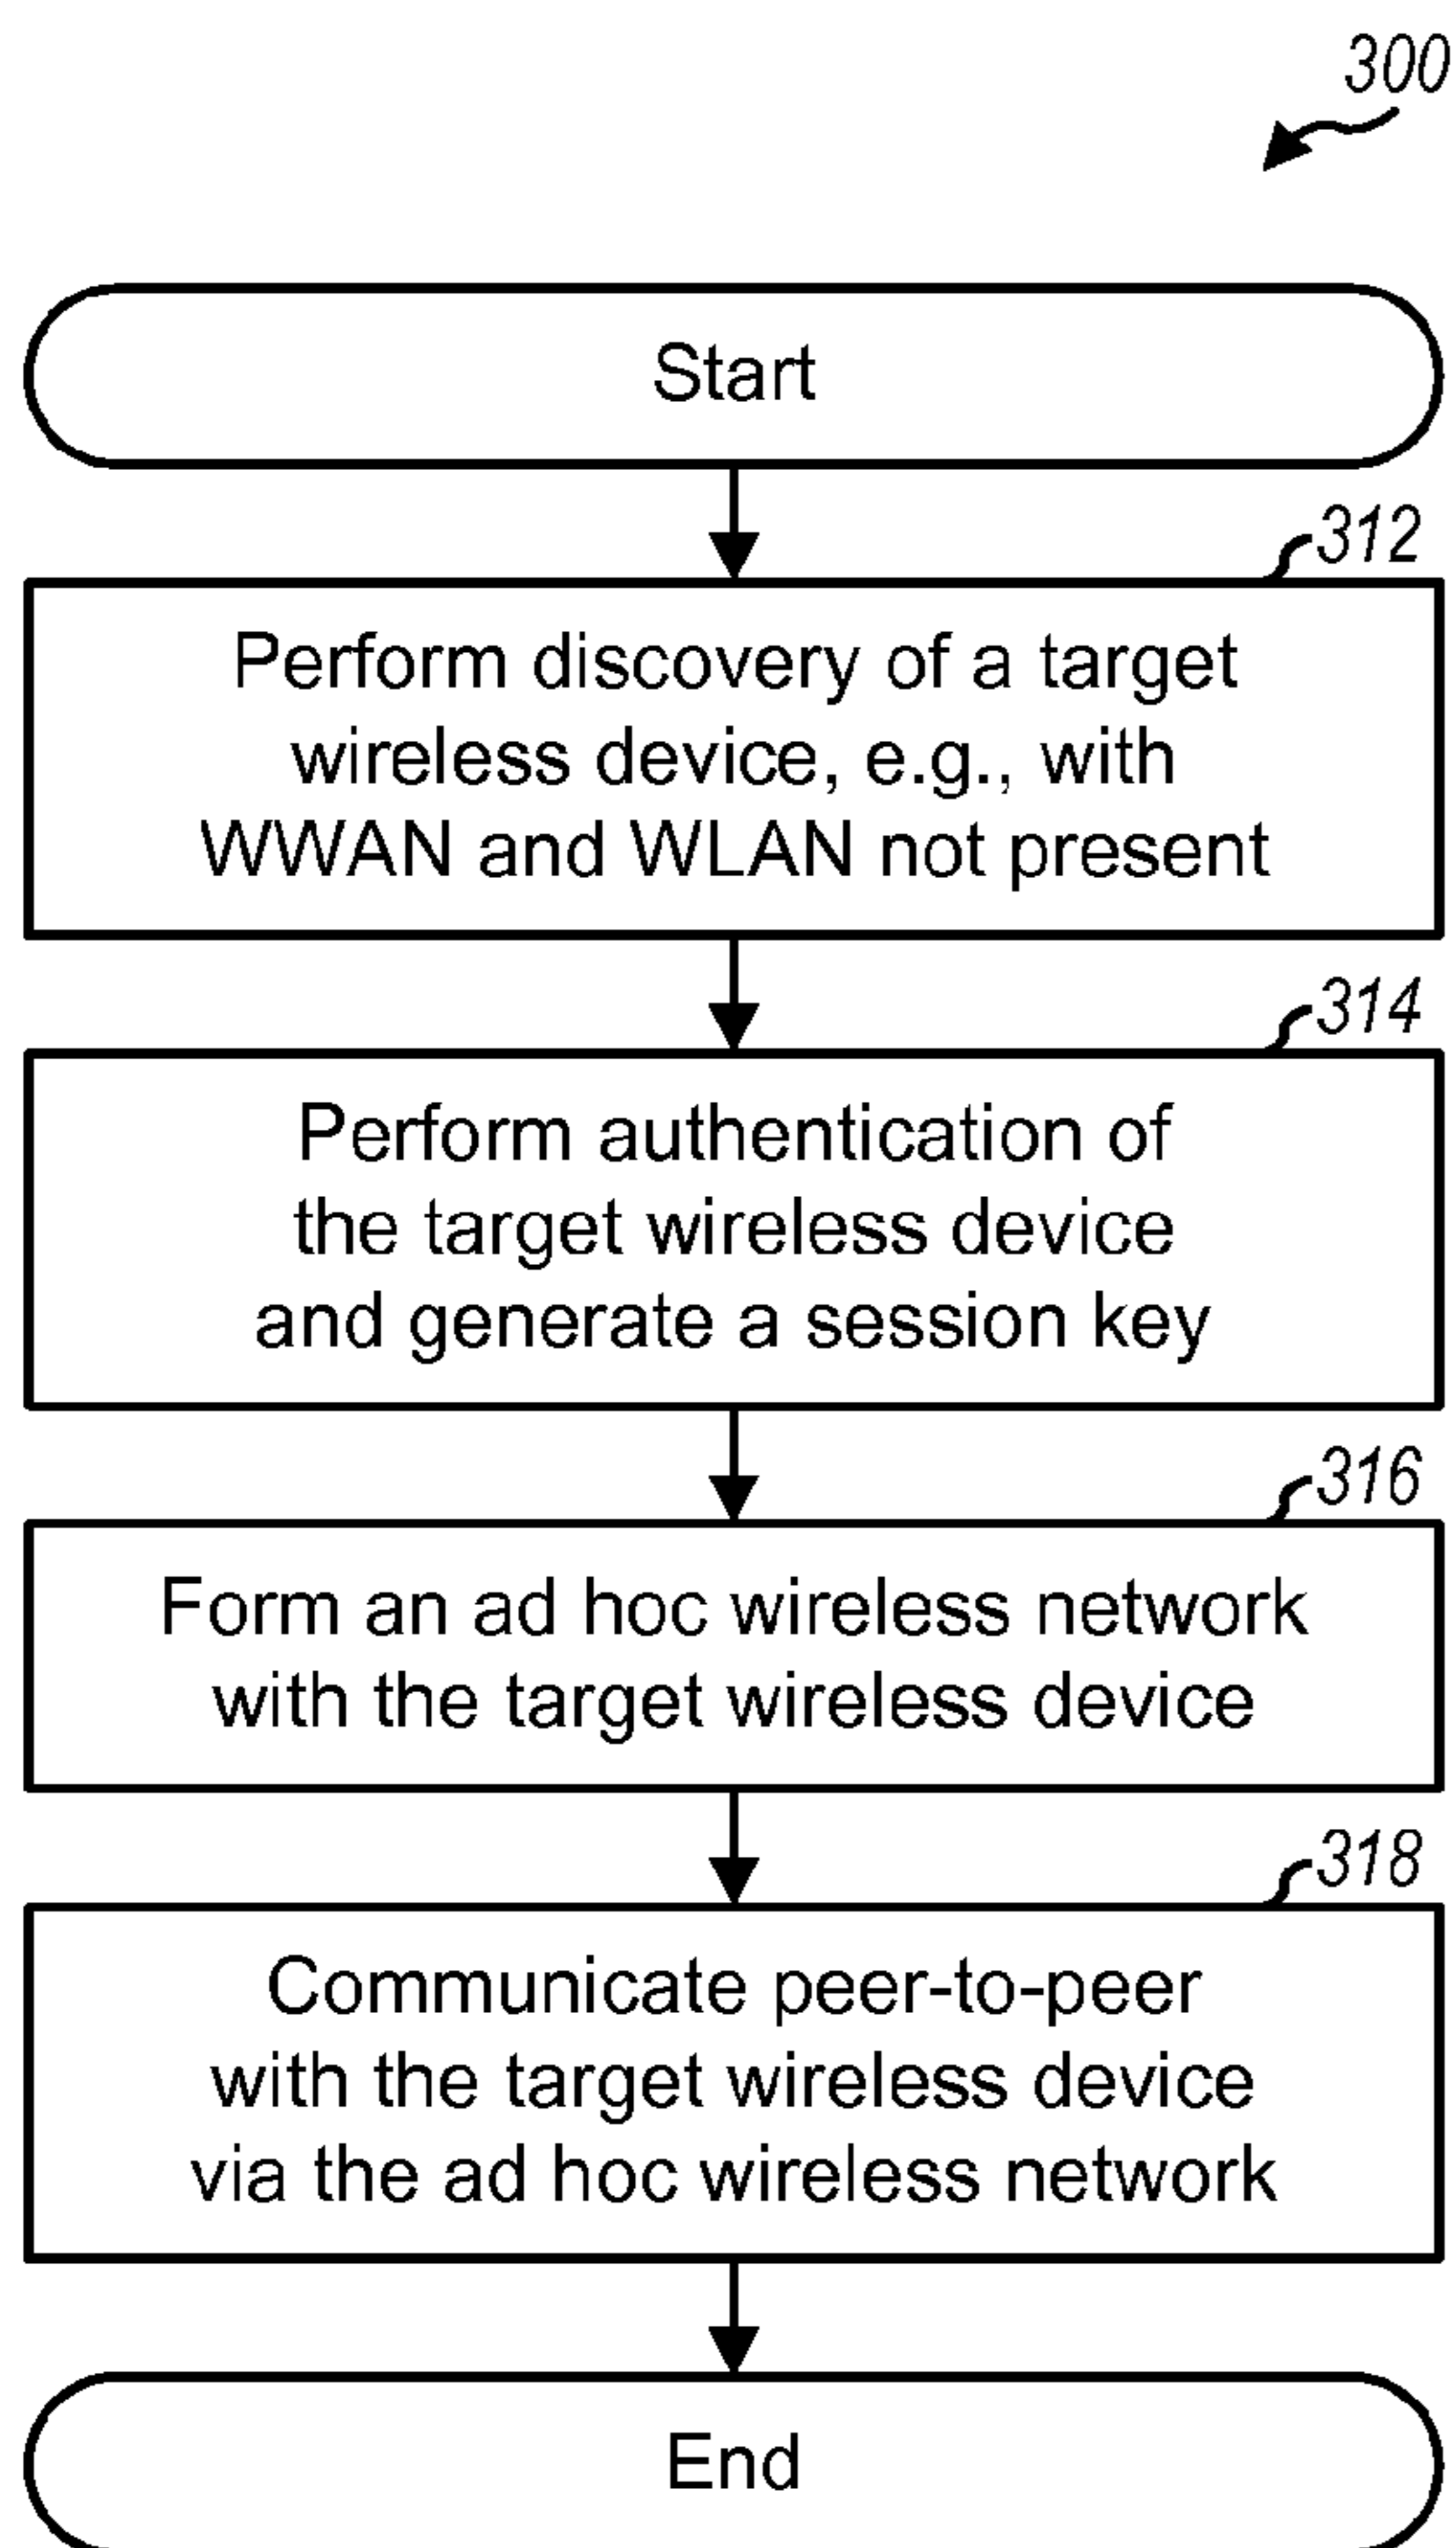 300
Start
312
Perform discovery of a target
wireless device, e.g., with
WWAN and WLAN not present
314
Perform authentication of
the target wireless device
and generate a session key
316
Form an ad hoc wireless network
with the target wireless device
318
Communicate peer-to-peer
with the target wireless device
via the ad hoc wireless network
End